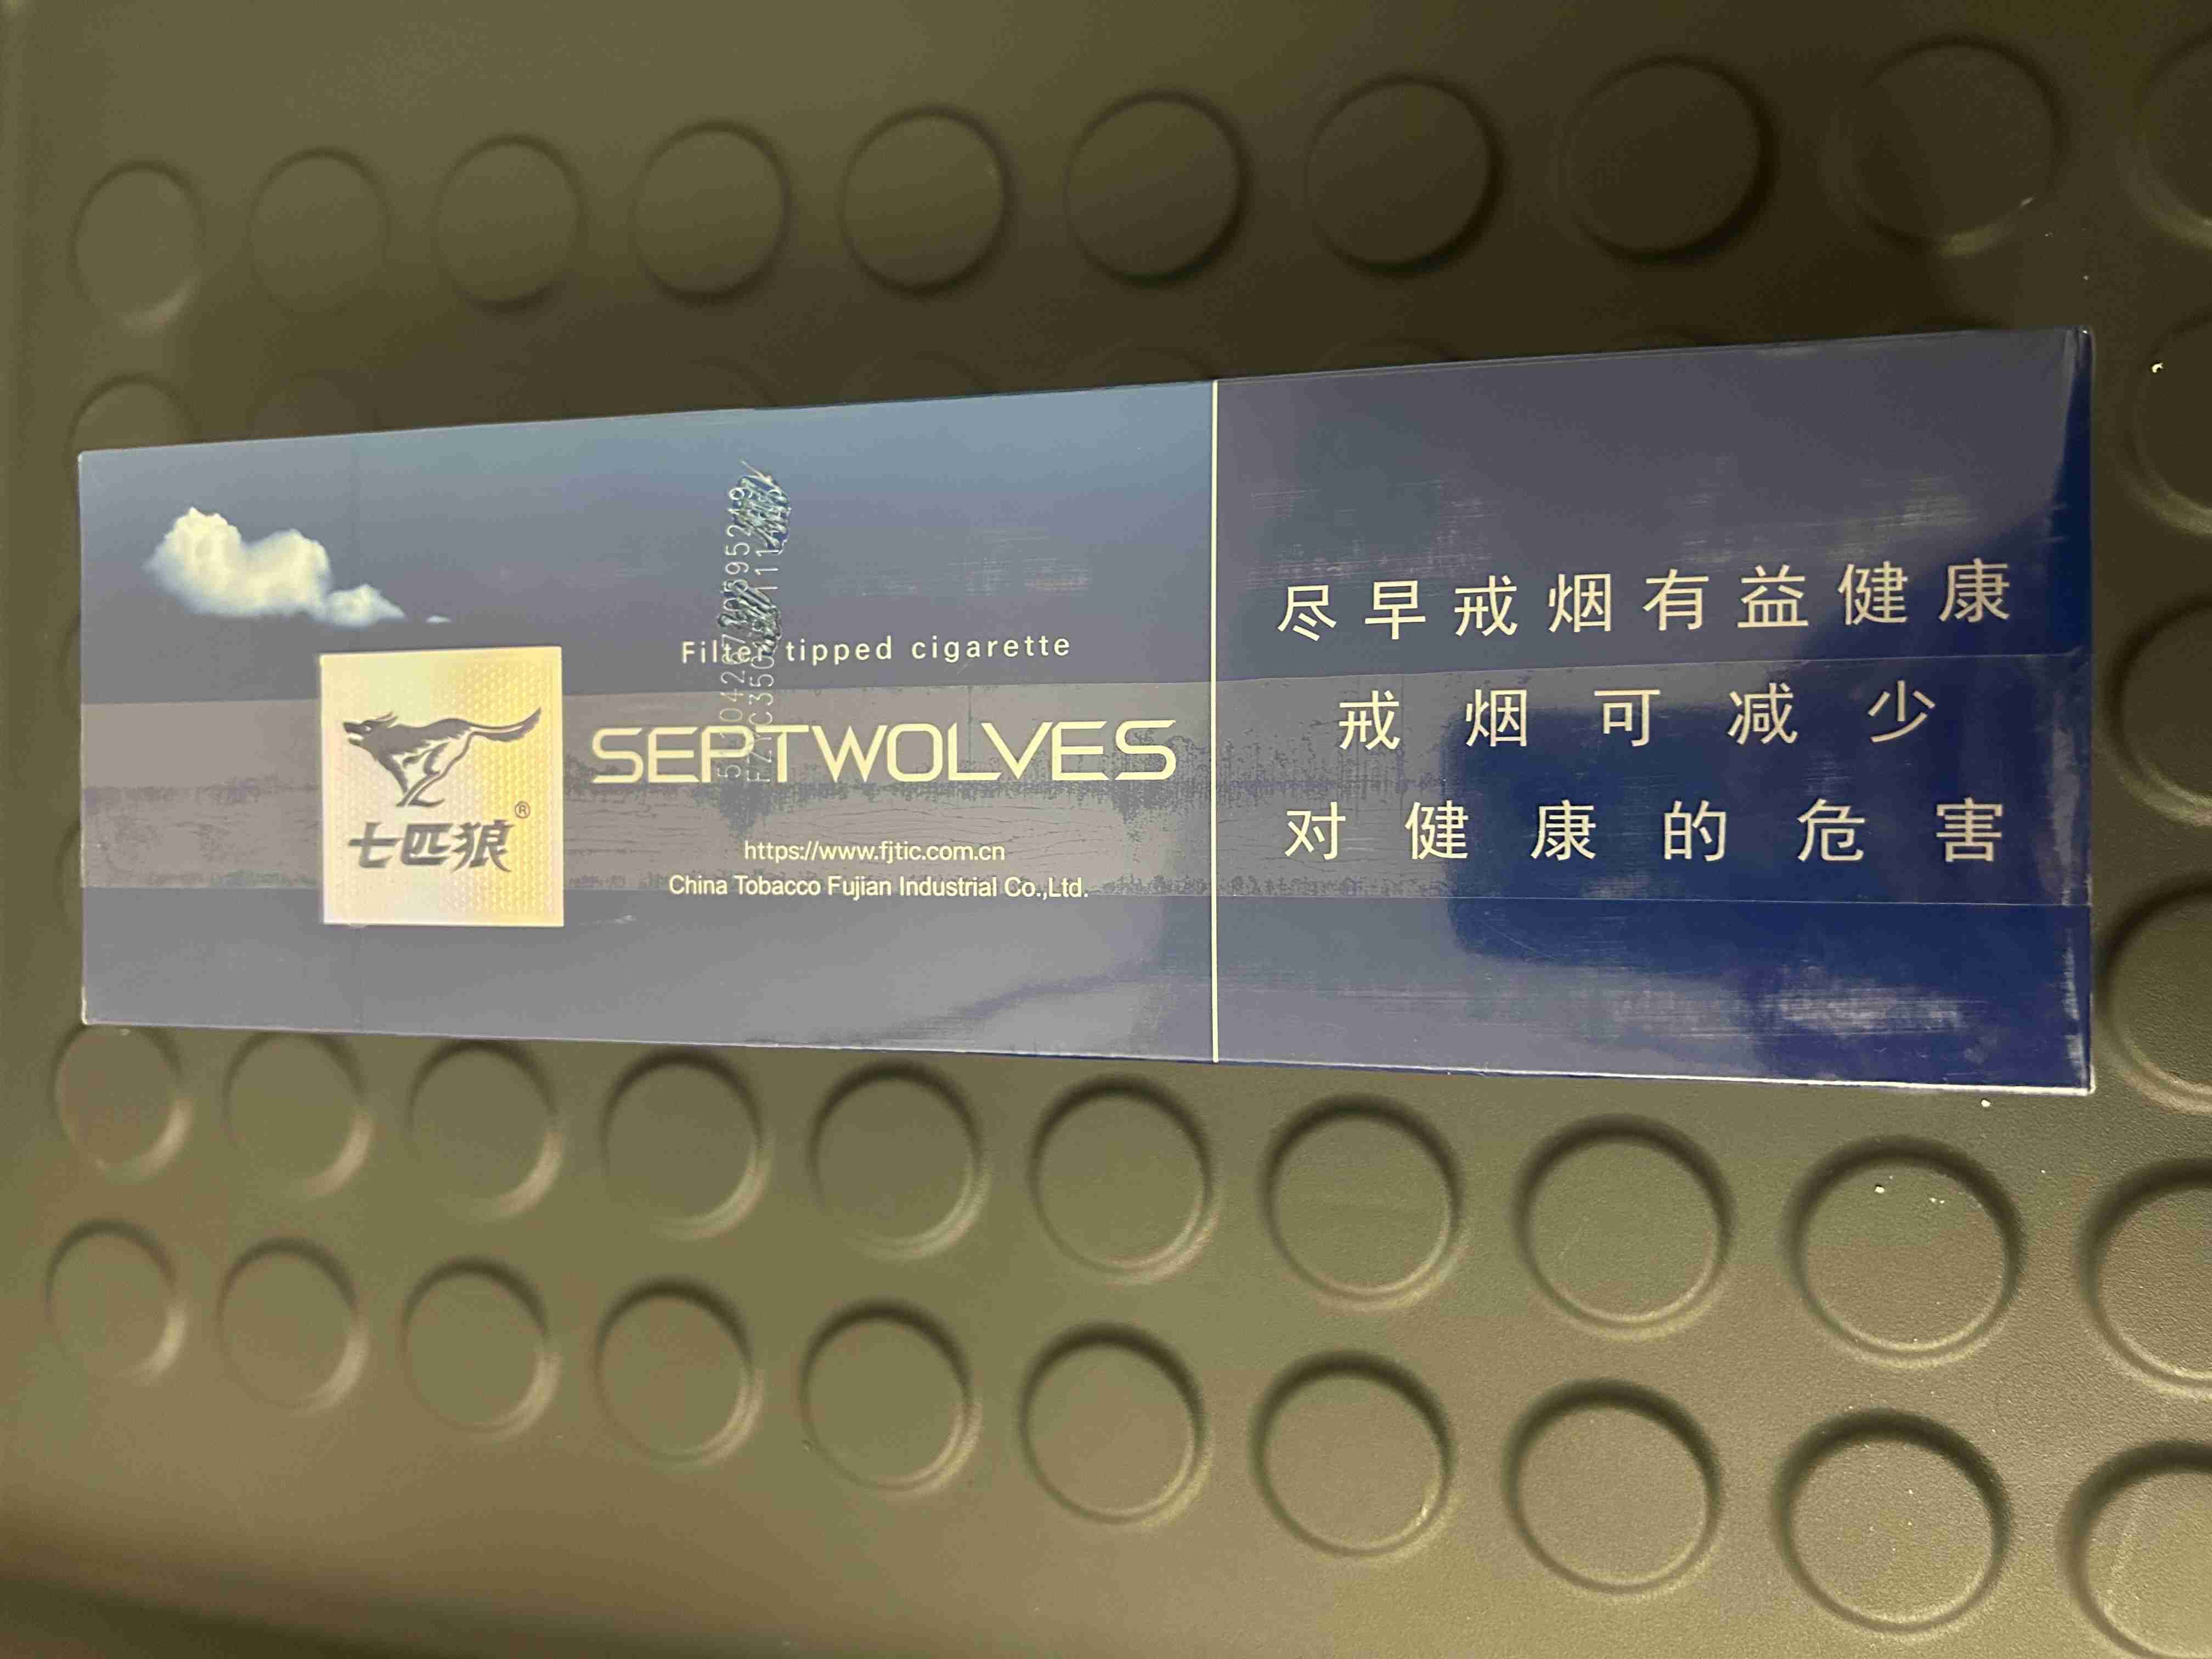 Filter tipped cigarette
SEPTWOLVES
七匹狼®
https://www.fjtic.com.cn
China Tobacco Fujian Industrial Co.,Ltd.
尽早戒烟有益健康
戒烟可减少
对健康的危害